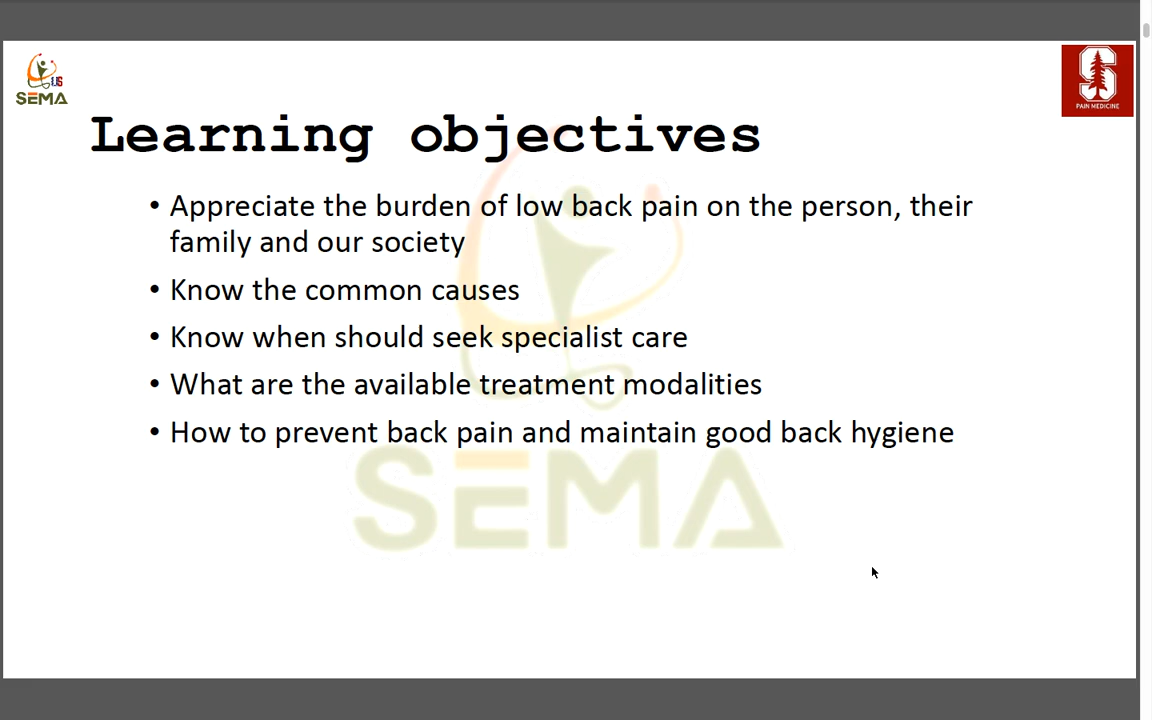 US
SEMA
S
PAIN MEDICINE
Learning objectives
• Appreciate the burden of low back pain on the person, their
family and our society
• Know the common causes
• Know when should seek specialist care
• What are the available treatment modalities
• How to prevent back pain and maintain good back hygiene
SEMA